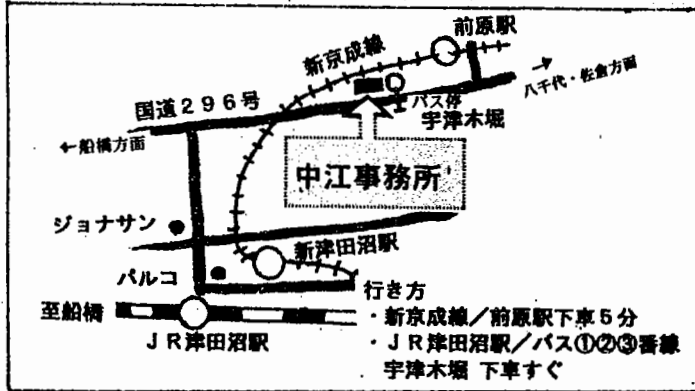 前原駅
新京成線
八千代・佐倉方面
国道296号
バス停
宇津木堀
←船橋方面
中江事務所
ジョナサン
新津田沼駅
パルコ
行き方
至船橋
・新京成線／前原駅下車5分
JR津田沼駅
・JR津田沼駅／バス①②③番線
宇津木堀 下車すぐ